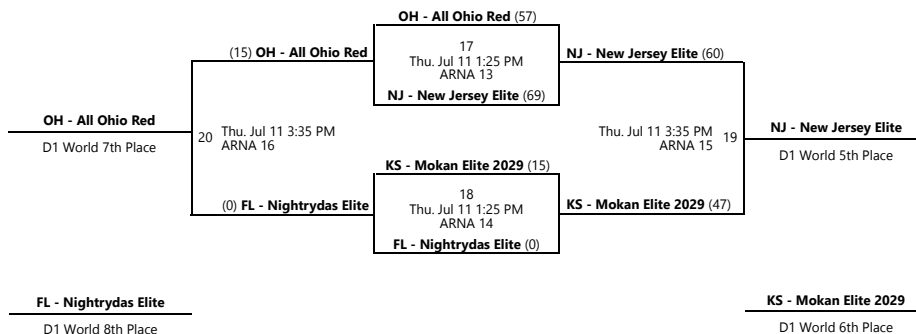 OH - All Ohio Red (57)
(15) OH - All Ohio Red
17
Thu. Jul 11 1:25 PM
ARNA 13
NJ - New Jersey Elite (60)
NJ - New Jersey Elite (69)
OH - All Ohio Red
D1 World 7th Place
20 Thu. Jul 11 3:35 PM
ARNA 16
Thu. Jul 11 3:35 PM 19
ARNA 15
NJ - New Jersey Elite
D1 World 5th Place
KS - Mokan Elite 2029 (15)
(0) FL - Nightrydas Elite
18
Thu. Jul 11 1:25 PM
ARNA 14
KS - Mokan Elite 2029 (47)
FL - Nightrydas Elite (0)
FL - Nightrydas Elite
D1 World 8th Place
KS - Mokan Elite 2029
D1 World 6th Place